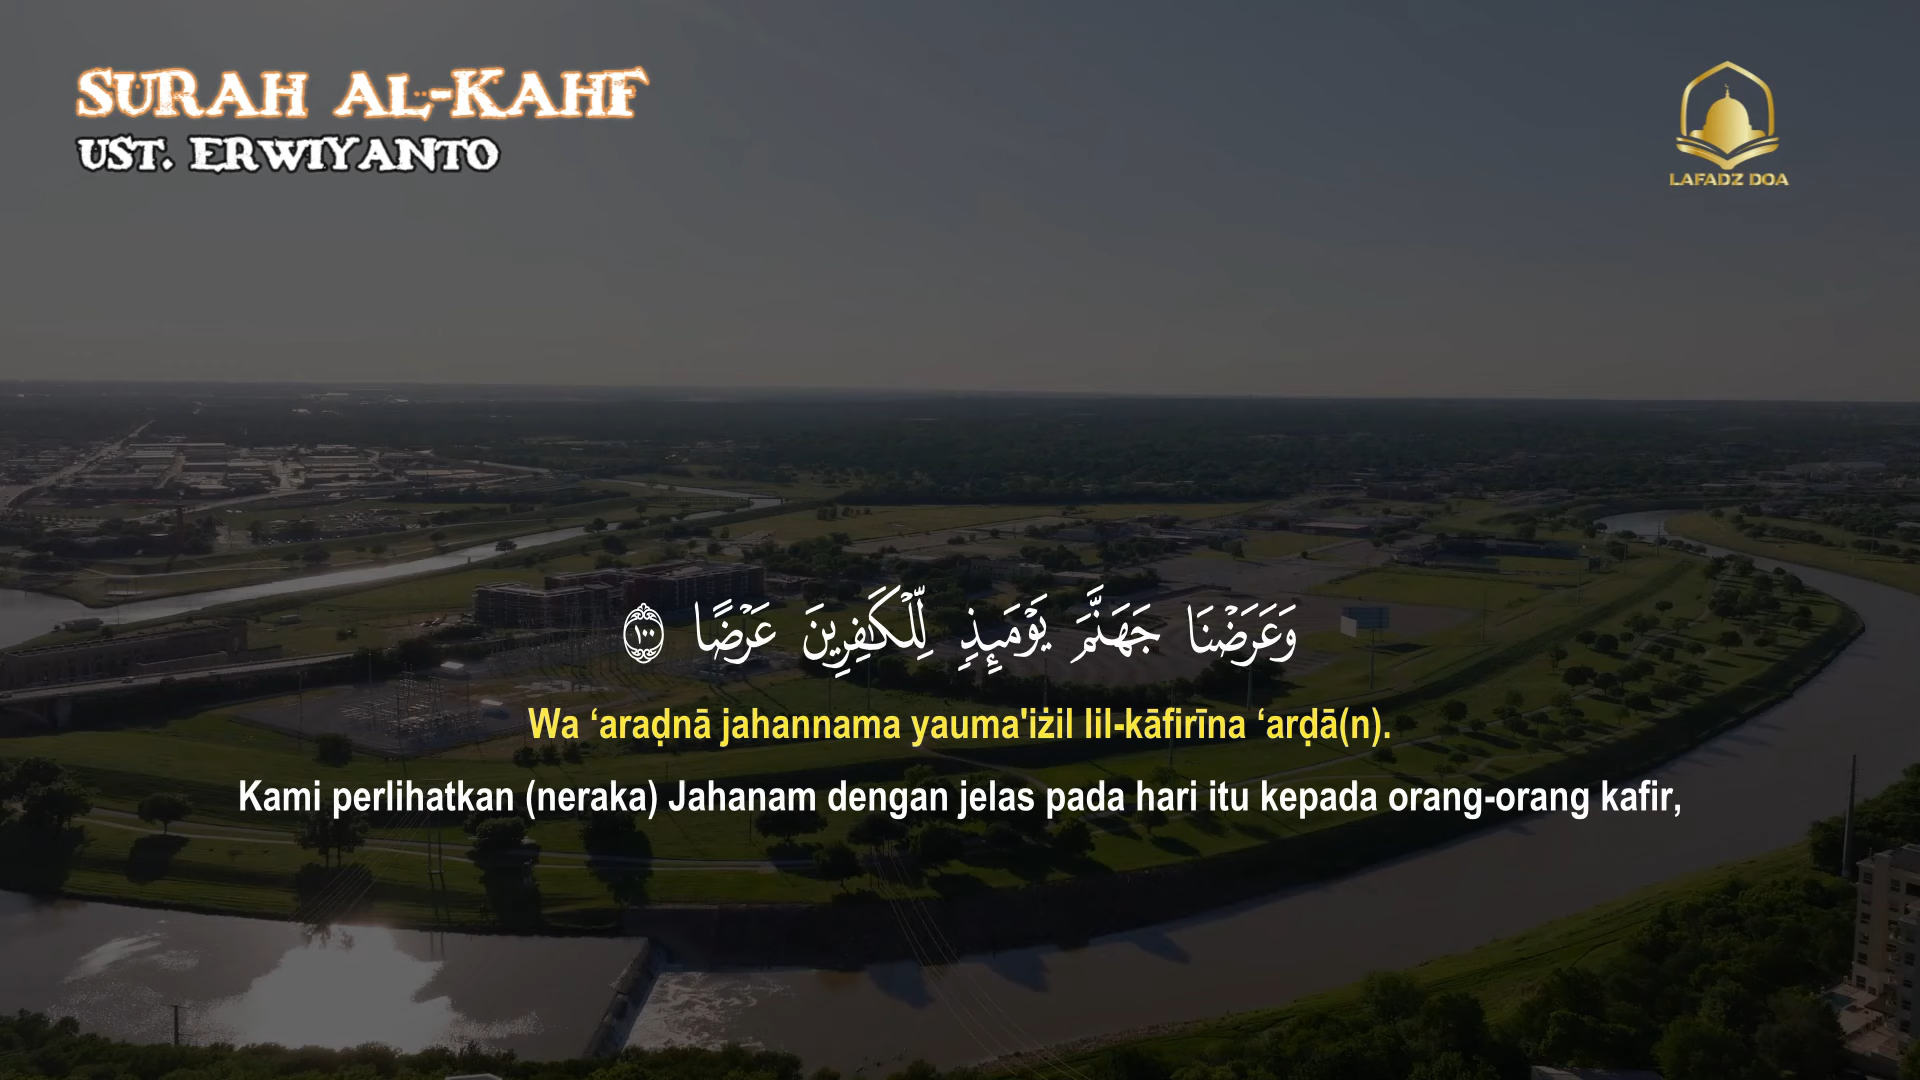 SURAH AL-KAHF
UST. ERWIYANTO
LAFADZ DOA
وَعَرَضْنَا جَهَنَّمَ يَوْمَىِٕذٍ لِّلْكٰفِرِيْنَ عَرْضًا ١٠٠
Wa ‘araḍnā jahannama yauma'iżil lil-kāfirīna ‘arḍā(n).
Kami perlihatkan (neraka) Jahanam dengan jelas pada hari itu kepada orang-orang kafir,